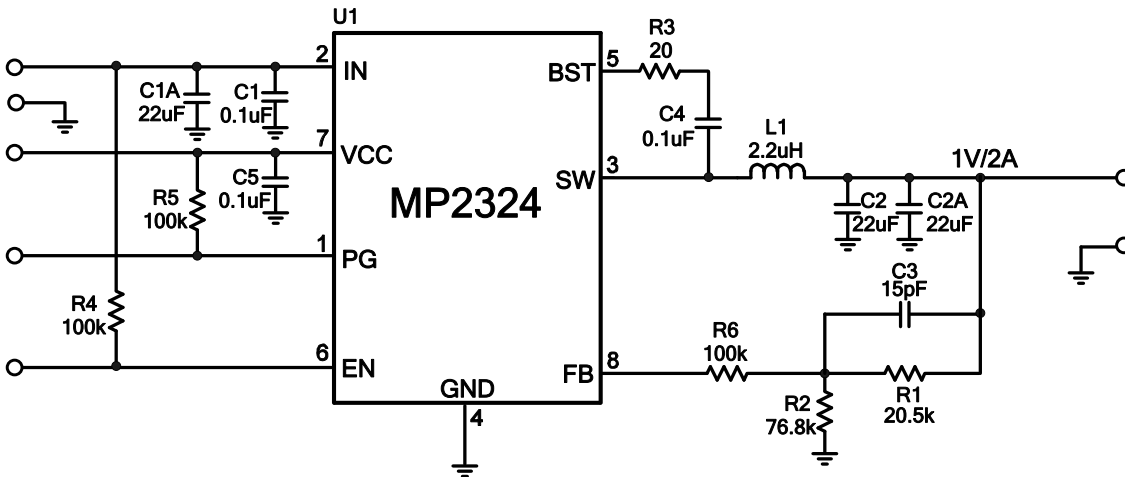 U1
2
IN
C1A
22uF
C1
0.1uF
7
VCC
R5
100k
C5
0.1uF
1
PG
R4
100k
6
EN
MP2324
GND
4
BST
5
R3
20
C4
0.1uF
SW
3
L1
2.2uH
1V/2A
C2
22uF
C2A
22uF
C3
15pF
FB
8
R6
100k
R2
76.8k
R1
20.5k